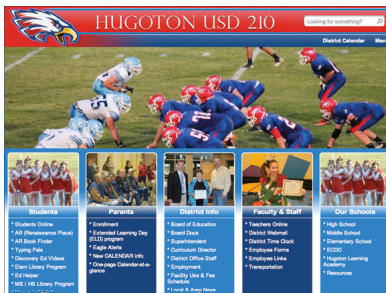 HUGOTON USD 210
Looking for something?
District Calendar
Students
Students Online
AR (Renaissance Place)
AR Book Finder
Typing Pals
Discovery Ed Videos
Elem Library Program
Ed Helper
MS / HS Library Program
Parents
Enrollment
Extended Learning Day
(ELD) program
Eagle Alerts
New CALENDAR info
One-page Calendar-at-a-
glance
District Info
Board of Education
Board Docs
Superintendent
Curriculum Director
District Office Staff
Employment
Facility Use & Fee
Schedule
Local & Area News
Faculty & Staff
Teachers Online
District Webmail
District Time Clock
Employee Forms
Employee Links
Transportation
Our Schools
High School
Middle School
Elementary School
ECDC
Hugoton Learning
Academy
Resources